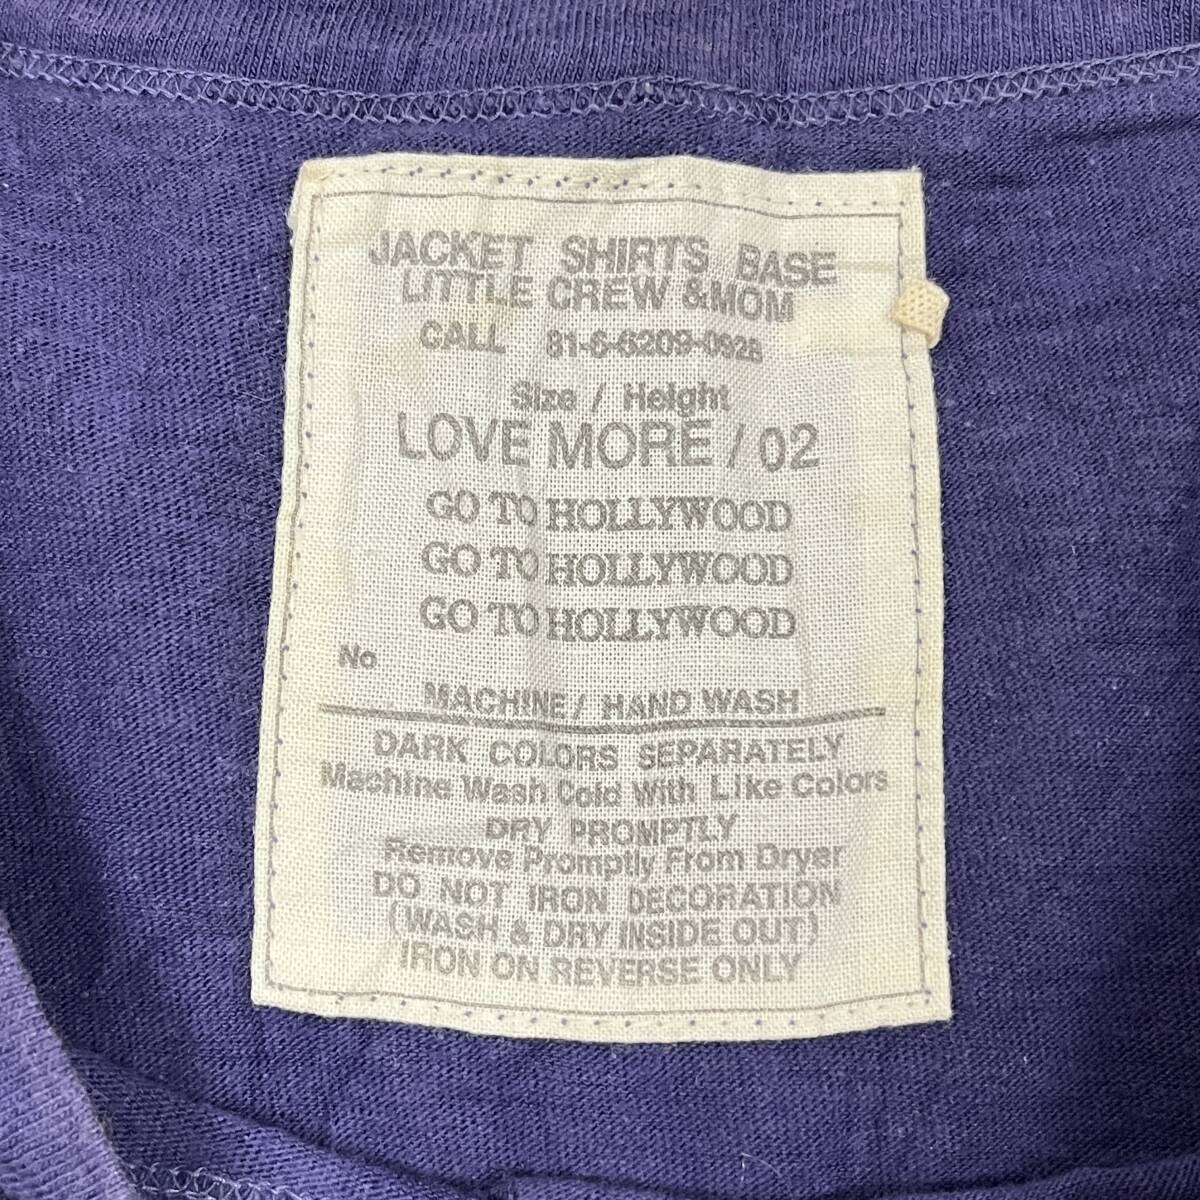 JACKET SHIRTS BASE
LITTLE CREW & MOM
CALL 81-6-6209-0928
Size / Height
LOVE MORE / 02
GO TO HOLLYWOOD
GO TO HOLLYWOOD
GO TO HOLLYWOOD
No
MACHINE / HAND WASH
DARK COLORS SEPARATELY
Machine Wash Cold With Like Colors
DRY PROMPTLY
Remove Promptly From Dryer
DO NOT IRON DECORATION
(WASH & DRY INSIDE OUT)
IRON ON REVERSE ONLY